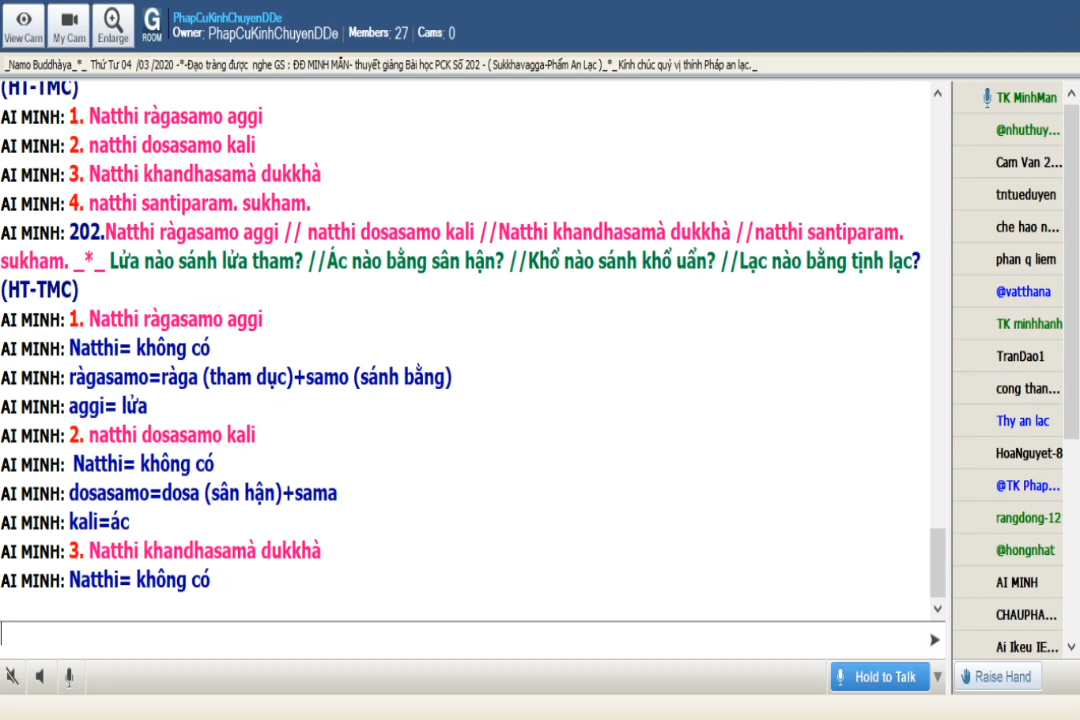 PhapCuKinhChuyenDDe
Owner: PhapCuKinhChuyenDDe | Members: 27 | Cams: 0
View Cam My Cam Enlarge G ROOM
_Namo Buddhàya_*_ Thứ Tư 04 /03 /2020 -*-Đạo tràng được nghe GS : ĐĐ MINH MẪN- thuyết giảng Bài học PCK Số 202 - ( Sukkhavagga-Phẩm An Lạc )_*_Kính chúc quý vị thính Pháp an lạc._
(HT-TMC)
AI MINH: 1. Natthi ràgasamo aggi
AI MINH: 2. natthi dosasamo kali
AI MINH: 3. Natthi khandhasamà dukkhà
AI MINH: 4. natthi santiparam. sukham.
AI MINH: 202.Natthi ràgasamo aggi // natthi dosasamo kali //Natthi khandhasamà dukkhà //natthi santiparam.
sukham. _*_ Lửa nào sánh lửa tham? //Ác nào bằng sân hận? //Khổ nào sánh khổ uẩn? //Lạc nào bằng tịnh lạc?
(HT-TMC)
AI MINH: 1. Natthi ràgasamo aggi
AI MINH: Natthi= không có
AI MINH: ràgasamo=ràga (tham dục)+samo (sánh bằng)
AI MINH: aggi= lửa
AI MINH: 2. natthi dosasamo kali
AI MINH: Natthi= không có
AI MINH: dosasamo=dosa (sân hận)+sama
AI MINH: kali=ác
AI MINH: 3. Natthi khandhasamà dukkhà
AI MINH: Natthi= không có
TK MinhMan
@nhuthuy...
Cam Van 2...
tntueduyen
che hao n...
phan q liem
@vatthana
TK minhhanh
TranDao1
cong than...
Thy an lac
HoaNguyet-8
@TK Phap...
rangdong-12
@hongnhat
AI MINH
CHAUPHA...
Ai Ikeu IE...
Hold to Talk
Raise Hand